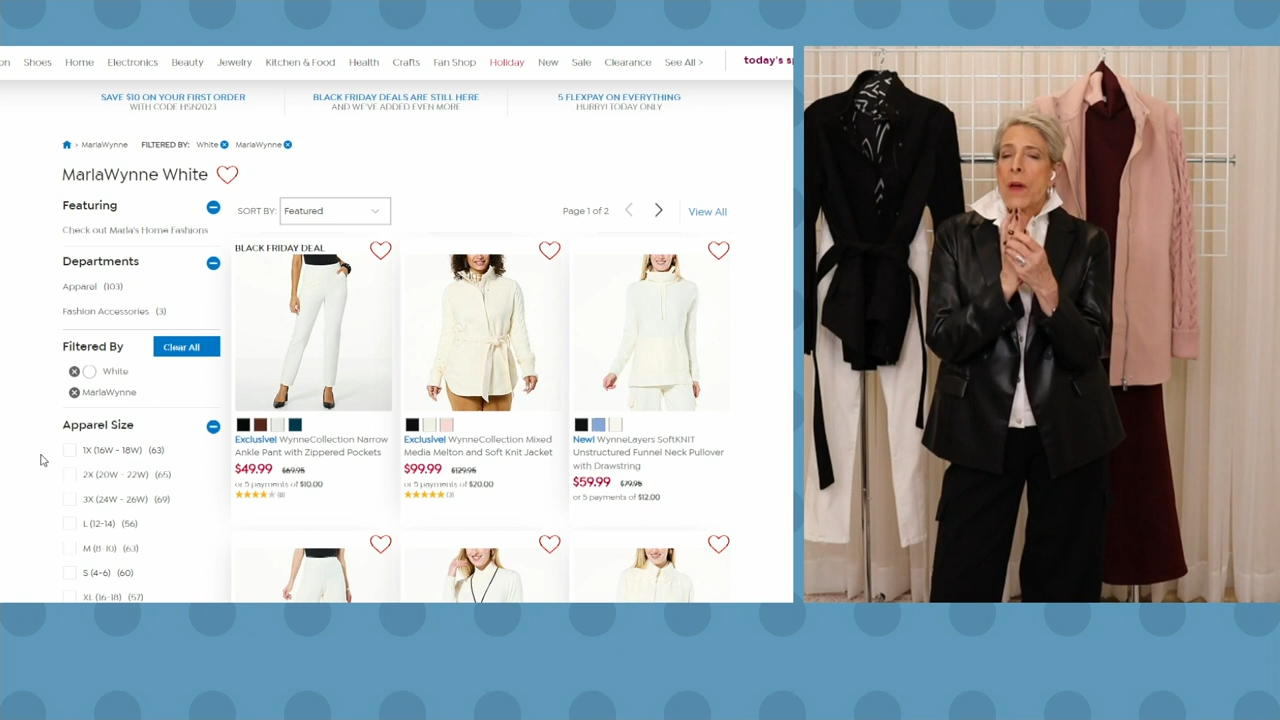 on Shoes Home Electronics Beauty Jewelry Kitchen & Food Health Crafts Fan Shop Holiday New Sale Clearance See All > today's s
SAVE $10 ON YOUR FIRST ORDER BLACK FRIDAY DEALS ARE STILL HERE 5 FLEXPAY ON EVERYTHING
WITH CODE HSN2023 AND WE'VE ADDED EVEN MORE HURRY! TODAY ONLY
> MarlaWynne FILTERED BY: White MarlaWynne
MarlaWynne White
Featuring
SORT BY: Featured Page 1 of 2 View All
Check out Marla's Home Fashions
BLACK FRIDAY DEAL
Departments
Apparel (103)
Fashion Accessories (3)
Filtered By Clear All
White
MarlaWynne
Apparel Size
1X (16W - 18W) (63)
2X (20W - 22W) (65)
3X (24W - 26W) (69)
L (12-14) (56)
M (8-10) (63)
S (4-6) (60)
XL (16-18) (57)
Exclusive! WynneCollection Narrow
Ankle Pant with Zippered Pockets
$49.99 $69.95
or 5 payments of $10.00
(8)
Exclusive! WynneCollection Mixed
Media Melton and Soft Knit Jacket
$99.99 $129.95
or 5 payments of $20.00
(3)
New! WynneLayers SoftKNIT
Unstructured Funnel Neck Pullover
with Drawstring
$59.99 $79.95
or 5 payments of $12.00